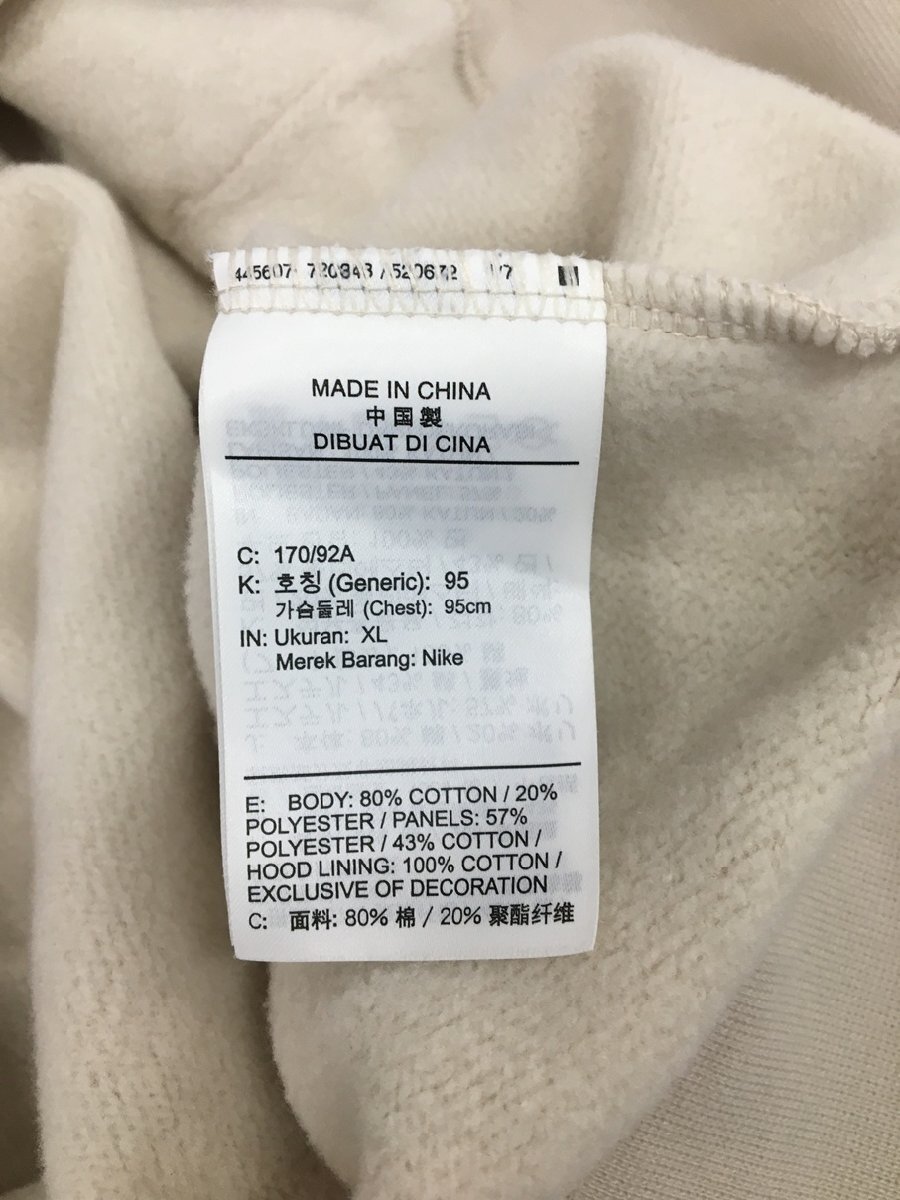 MADE IN CHINA
中国製
DIBUAT DI CINA
C: 170/92A
K: 호칭 (Generic): 95
가슴둘레 (Chest): 95cm
IN: Ukuran: XL
Merek Barang: Nike
E: BODY: 80% COTTON / 20%
POLYESTER / PANELS: 57%
POLYESTER / 43% COTTON /
HOOD LINING: 100% COTTON /
EXCLUSIVE OF DECORATION
C: 面料: 80% 棉 / 20% 聚酯纤维